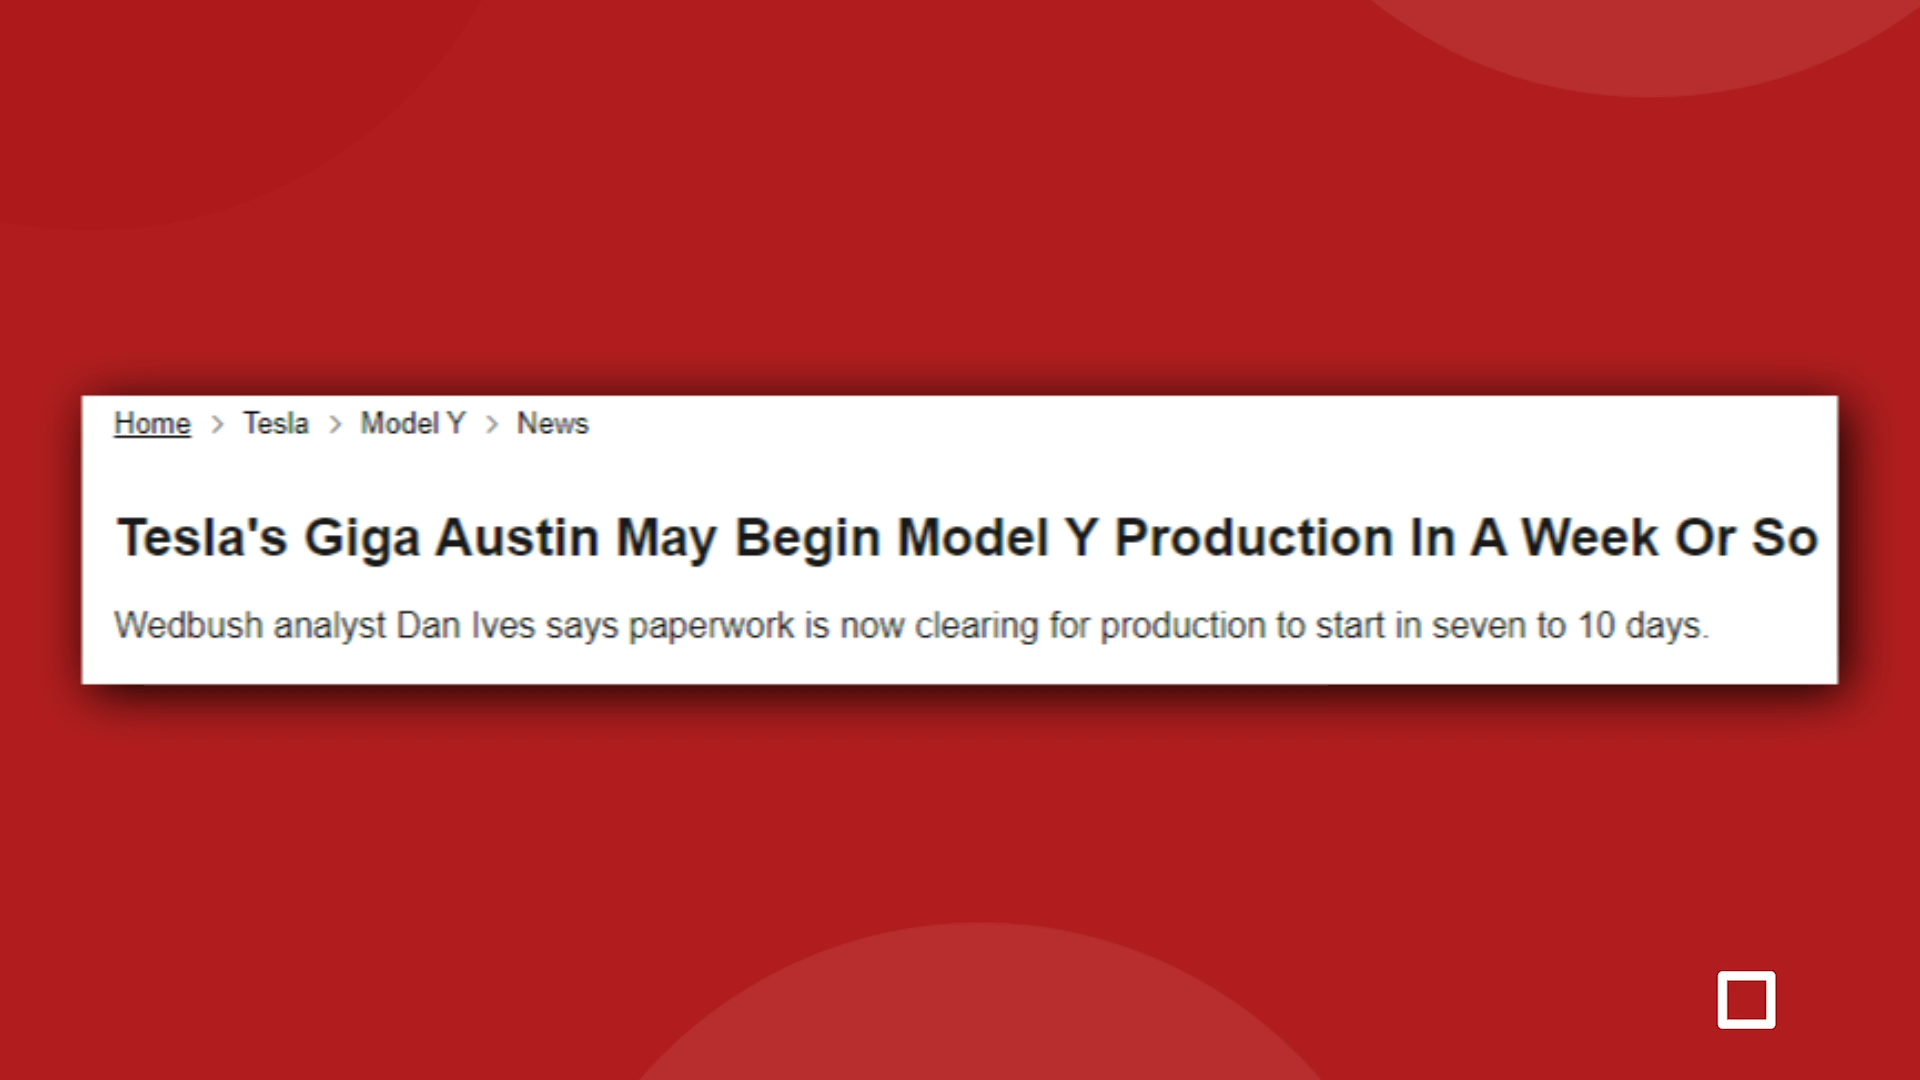 Home > Tesla > Model Y > News
Tesla's Giga Austin May Begin Model Y Production In A Week Or So
Wedbush analyst Dan Ives says paperwork is now clearing for production to start in seven to 10 days.